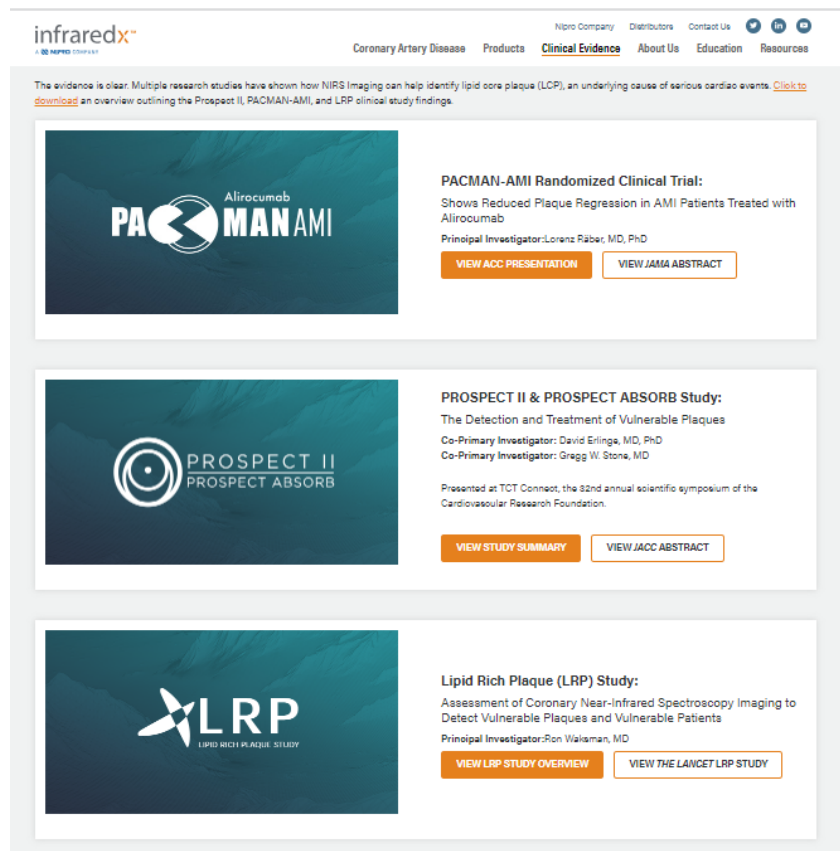 infraredx™
A NIPRO COMPANY
Nipro Company Distributors Contact Us
Coronary Artery Disease Products Clinical Evidence About Us Education Resources
The evidence is clear. Multiple research studies have shown how NIRS Imaging can help identify lipid core plaque (LCP), an underlying cause of serious cardiac events. Click to
download an overview outlining the Prospect II, PACMAN-AMI, and LRP clinical study findings.
Alirocumab
PACMAN AMI
PACMAN-AMI Randomized Clinical Trial:
Shows Reduced Plaque Regression in AMI Patients Treated with
Alirocumab
Principal Investigator:Lorenz Räber, MD, PhD
VIEW ACC PRESENTATION VIEW JAMA ABSTRACT
PROSPECT II
PROSPECT ABSORB
PROSPECT II & PROSPECT ABSORB Study:
The Detection and Treatment of Vulnerable Plaques
Co-Primary Investigator: David Erlinge, MD, PhD
Co-Primary Investigator: Gregg W. Stone, MD
Presented at TCT Connect, the 32nd annual scientific symposium of the
Cardiovascular Research Foundation.
VIEW STUDY SUMMARY VIEW JACC ABSTRACT
LRP
LIPID RICH PLAQUE STUDY
Lipid Rich Plaque (LRP) Study:
Assessment of Coronary Near-Infrared Spectroscopy Imaging to
Detect Vulnerable Plaques and Vulnerable Patients
Principal Investigator:Ron Waksman, MD
VIEW LRP STUDY OVERVIEW VIEW THE LANCET LRP STUDY